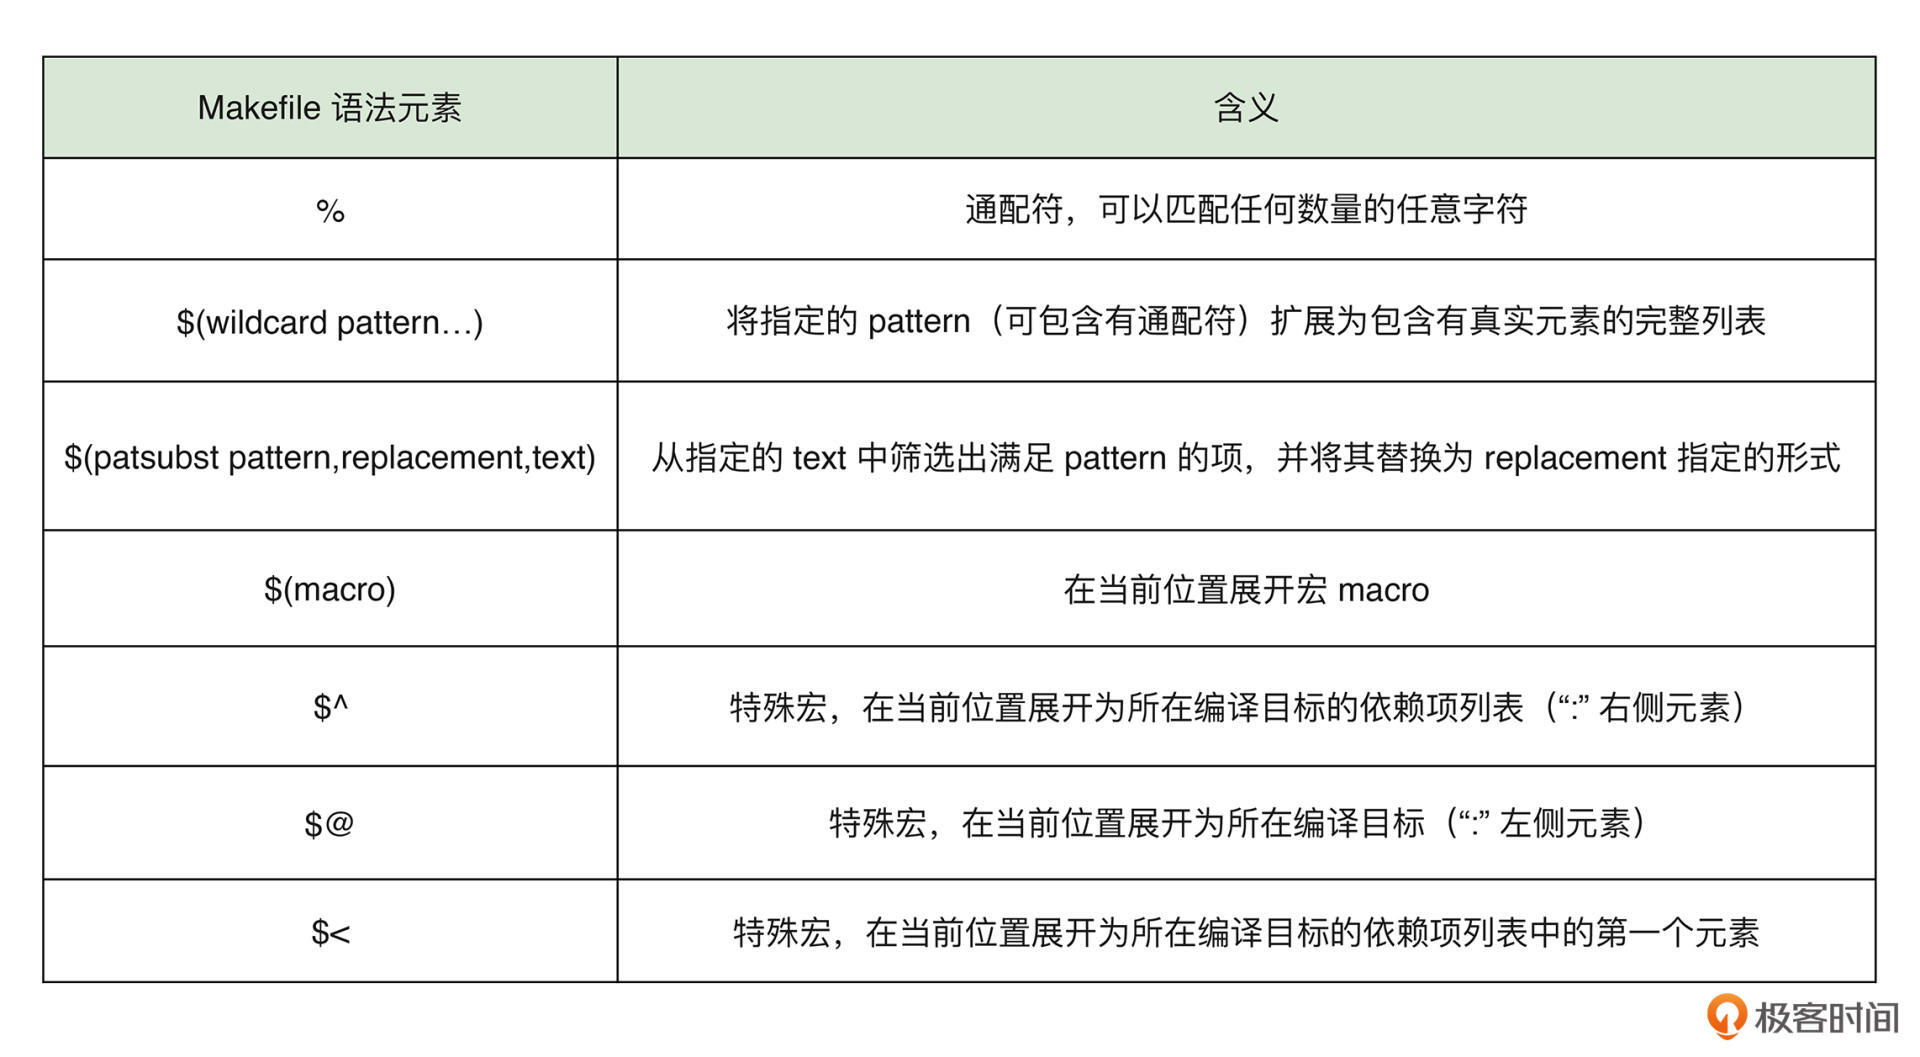 Makefile 语法元素
含义
%
通配符，可以匹配任何数量的任意字符
$(wildcard pattern…)
将指定的 pattern（可包含有通配符）扩展为包含有真实元素的完整列表
$(patsubst pattern,replacement,text)
从指定的 text 中筛选出满足 pattern 的项，并将其替换为 replacement 指定的形式
$(macro)
在当前位置展开宏 macro
$^
特殊宏，在当前位置展开为所在编译目标的依赖项列表（“:” 右侧元素）
$@
特殊宏，在当前位置展开为所在编译目标（“:” 左侧元素）
$<
特殊宏，在当前位置展开为所在编译目标的依赖项列表中的第一个元素
极客时间